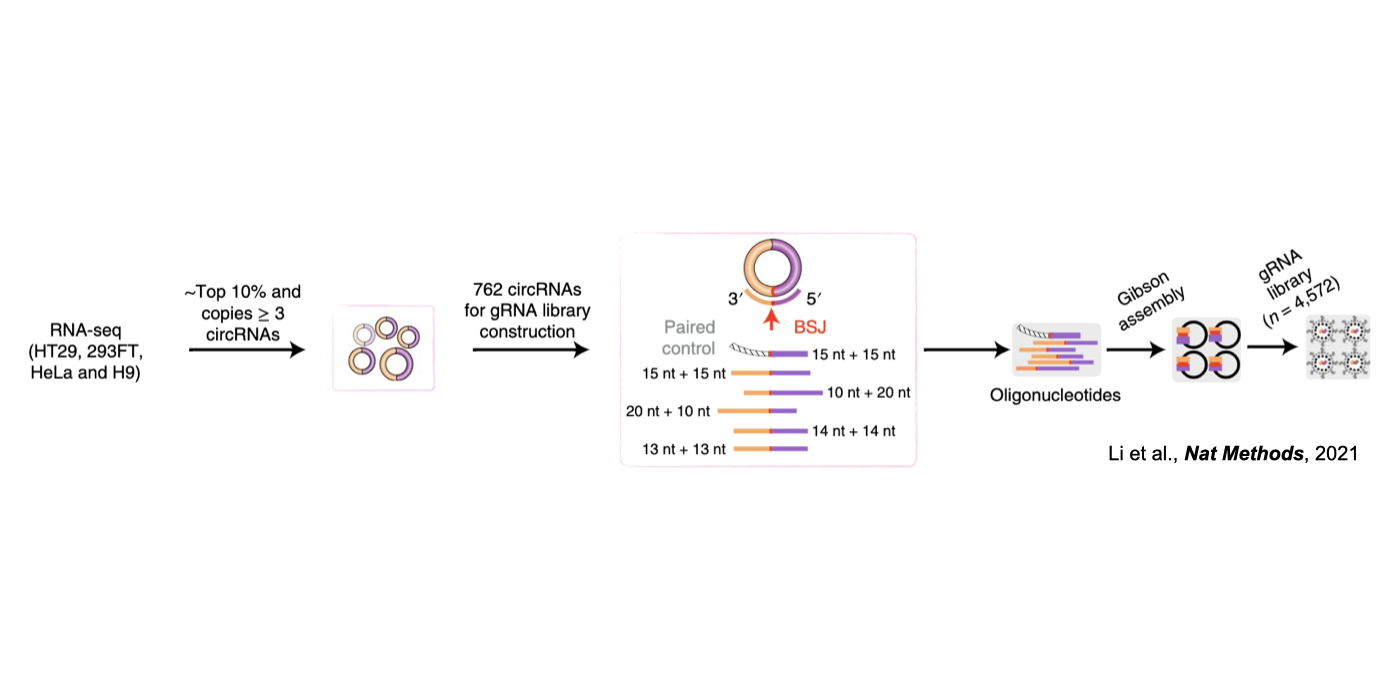 RNA-seq
(HT29, 293FT,
HeLa and H9)
~Top 10% and
copies ≥ 3
circRNAs
762 circRNAs
for gRNA library
construction
3′
5′
BSJ
Paired
control
15 nt + 15 nt
15 nt + 15 nt
10 nt + 20 nt
20 nt + 10 nt
14 nt + 14 nt
13 nt + 13 nt
Oligonucleotides
Gibson
assembly
gRNA
library
(n = 4,572)
Li et al., Nat Methods, 2021